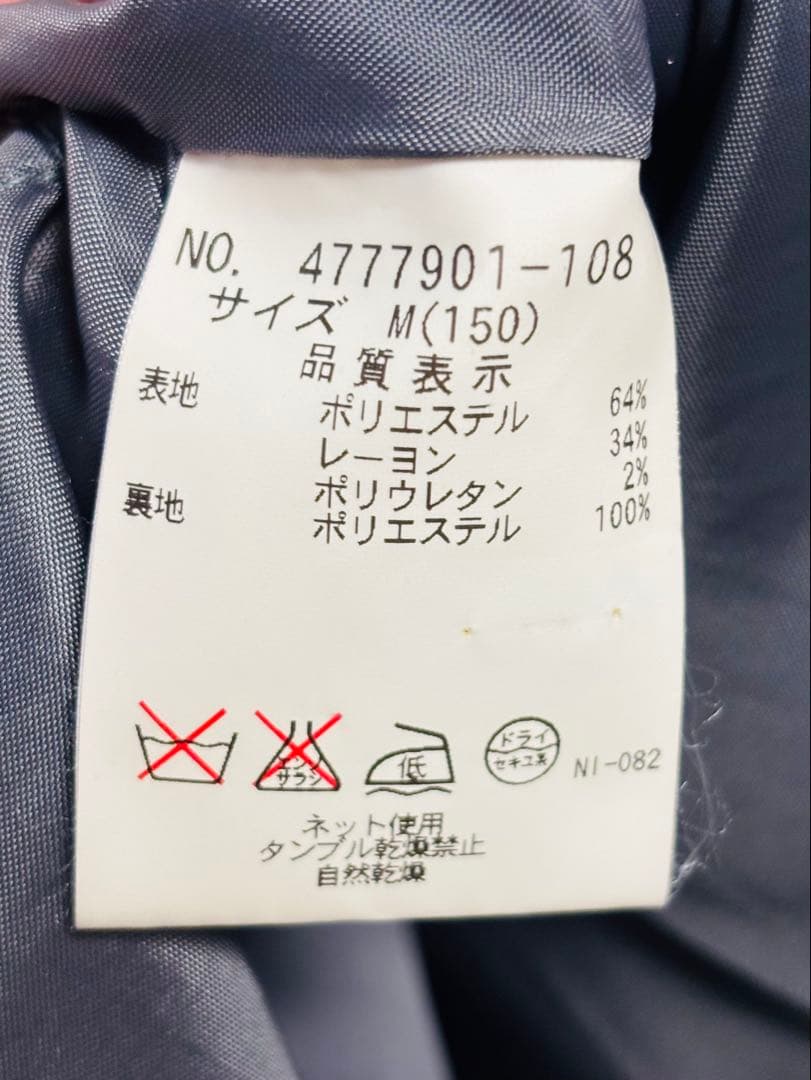 NO. 4777901-108
サイズ M(150)
品質表示
表地 ポリエステル 64%
レーヨン 34%
ポリウレタン 2%
裏地 ポリエステル 100%
エンソ
サラシ
低
ドライ
セキユ系
NI-082
ネット使用
タンブル乾燥禁止
自然乾燥